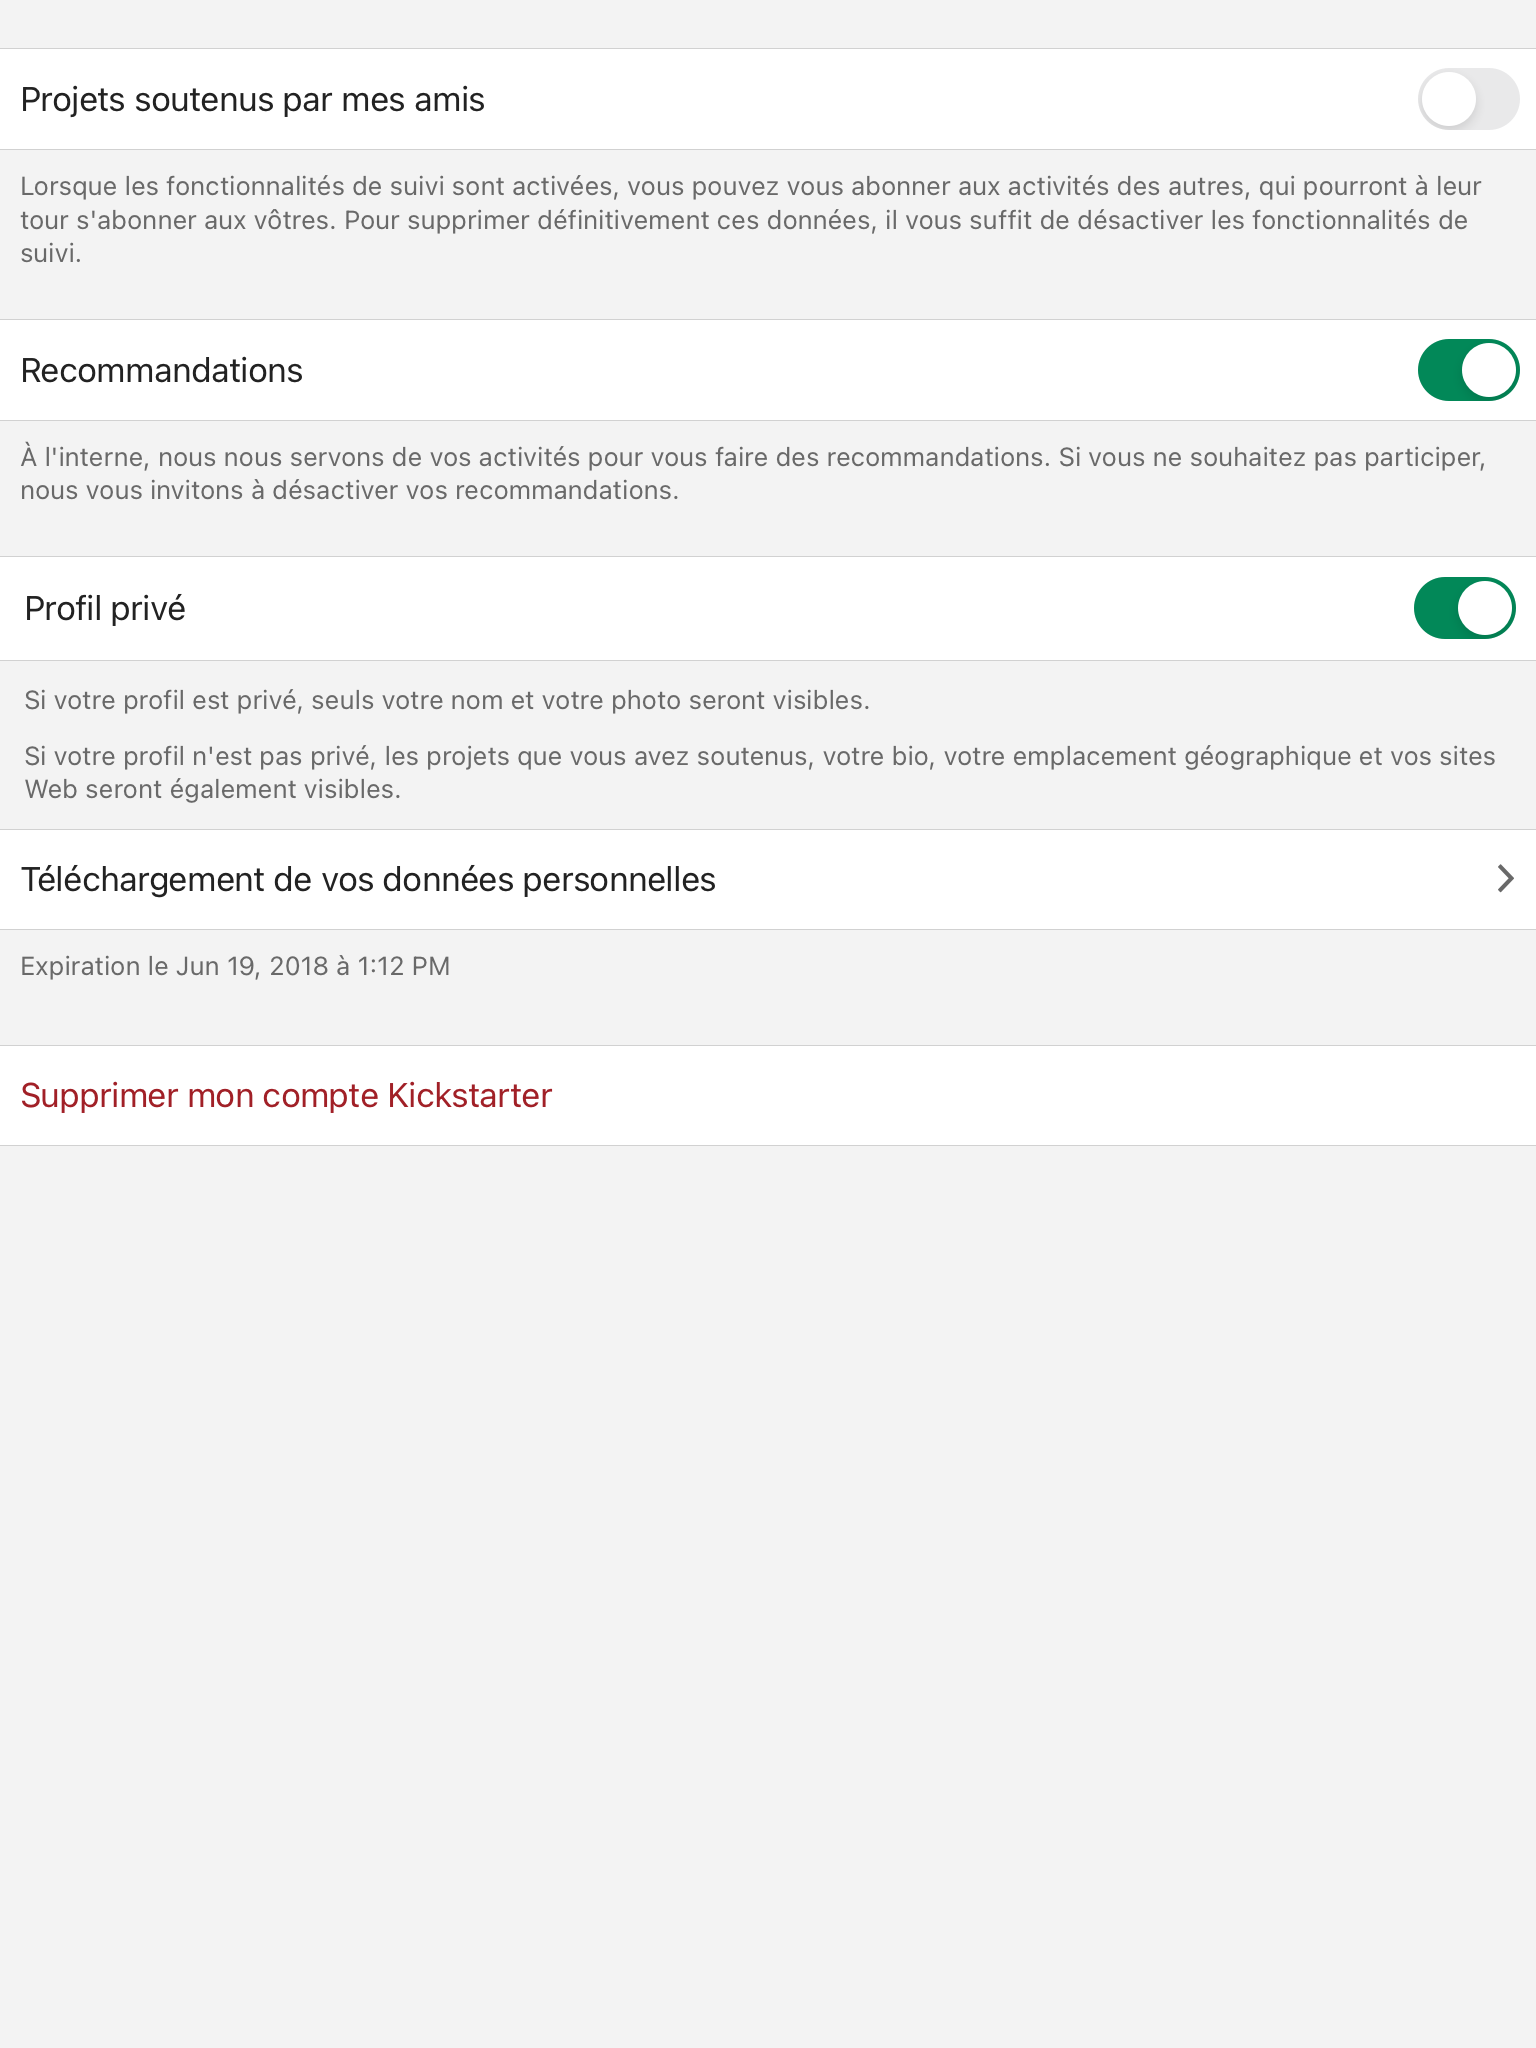 Projets soutenus par mes amis
Lorsque les fonctionnalités de suivi sont activées, vous pouvez vous abonner aux activités des autres, qui pourront à leur
tour s'abonner aux vôtres. Pour supprimer définitivement ces données, il vous suffit de désactiver les fonctionnalités de
suivi.
Recommandations
À l'interne, nous nous servons de vos activités pour vous faire des recommandations. Si vous ne souhaitez pas participer,
nous vous invitons à désactiver vos recommandations.
Profil privé
Si votre profil est privé, seuls votre nom et votre photo seront visibles.
Si votre profil n'est pas privé, les projets que vous avez soutenus, votre bio, votre emplacement géographique et vos sites
Web seront également visibles.
Téléchargement de vos données personnelles
Expiration le Jun 19, 2018 à 1:12 PM
Supprimer mon compte Kickstarter